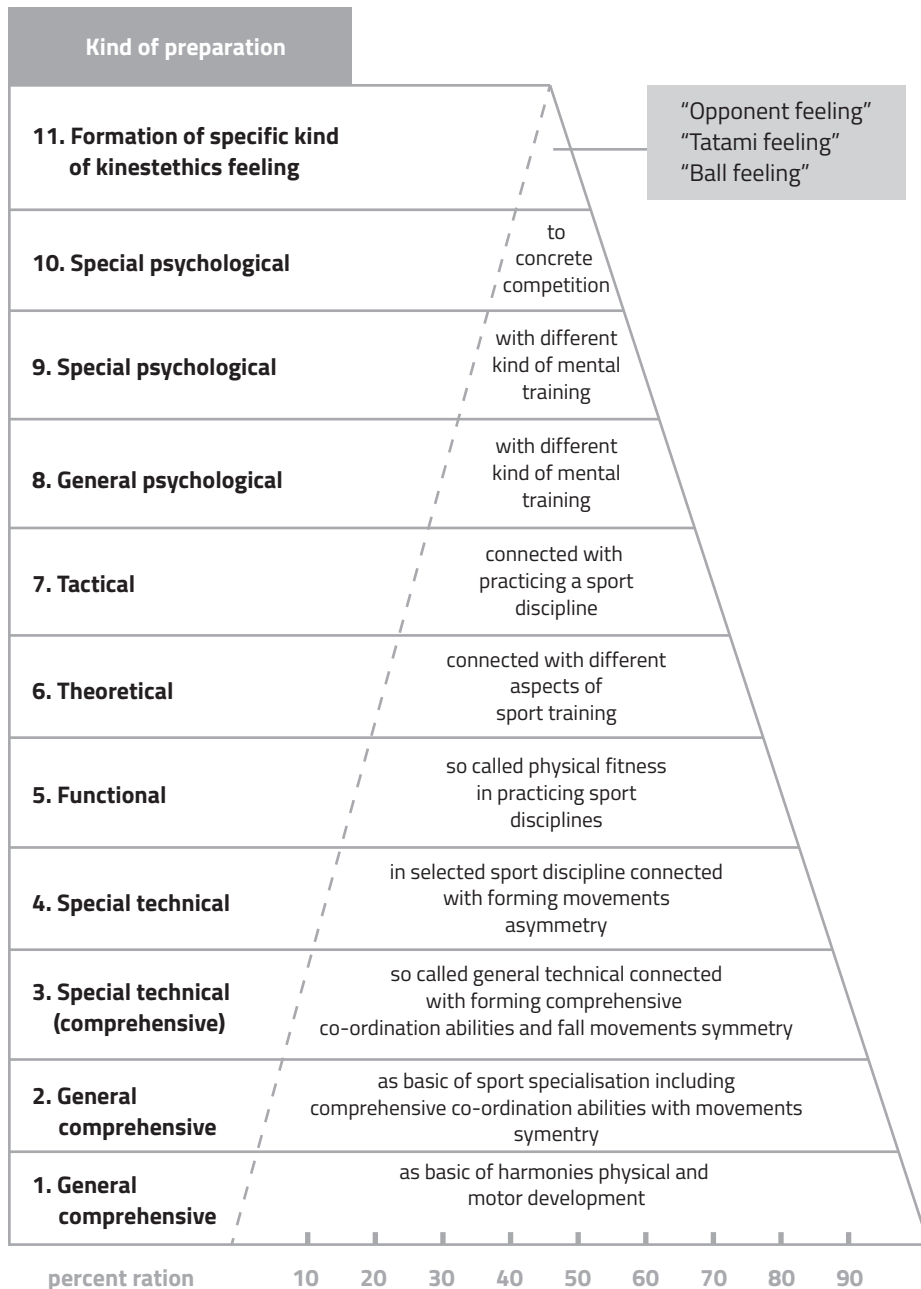 Kind of preparation
11. Formation of specific kind
of kinestethics feeling
“Opponent feeling”
“Tatami feeling”
“Ball feeling”
10. Special psychological
to
concrete
competition
9. Special psychological
with different
kind of mental
training
8. General psychological
with different
kind of mental
training
7. Tactical
connected with
practicing a sport
discipline
6. Theoretical
connected with different
aspects of
sport training
5. Functional
so called physical fitness
in practicing sport
disciplines
4. Special technical
in selected sport discipline connected
with forming movements
asymmetry
3. Special technical
(comprehensive)
so called general technical connected
with forming comprehensive
co-ordination abilities and fall movements symmetry
2. General
comprehensive
as basic of sport specialisation including
comprehensive co-ordination abilities with movements
symentry
1. General
comprehensive
as basic of harmonies physical and
motor development
percent ration 10 20 30 40 50 60 70 80 90